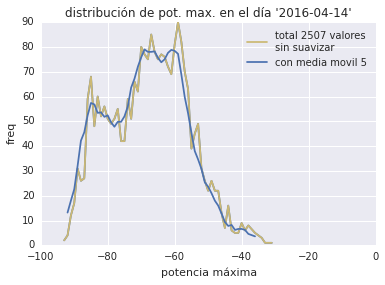 distribución de pot. max. en el día '2016-04-14'
90
80
70
60
50
40
30
20
10
0
freq
total 2507 valores
sin suavizar
con media movil 5
−100
−80
−60
−40
−20
0
potencia máxima